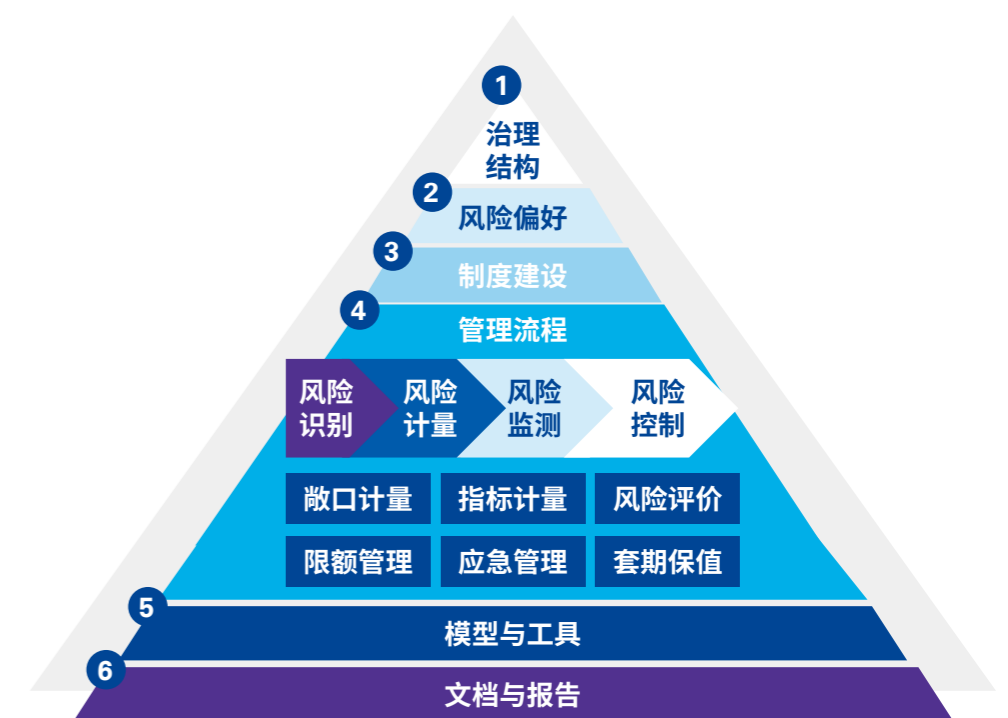 1
治理
结构
2
风险偏好
3
制度建设
4
管理流程
风险
识别
风险
计量
风险
监测
风险
控制
敞口计量
指标计量
风险评价
限额管理
应急管理
套期保值
5
模型与工具
6
文档与报告